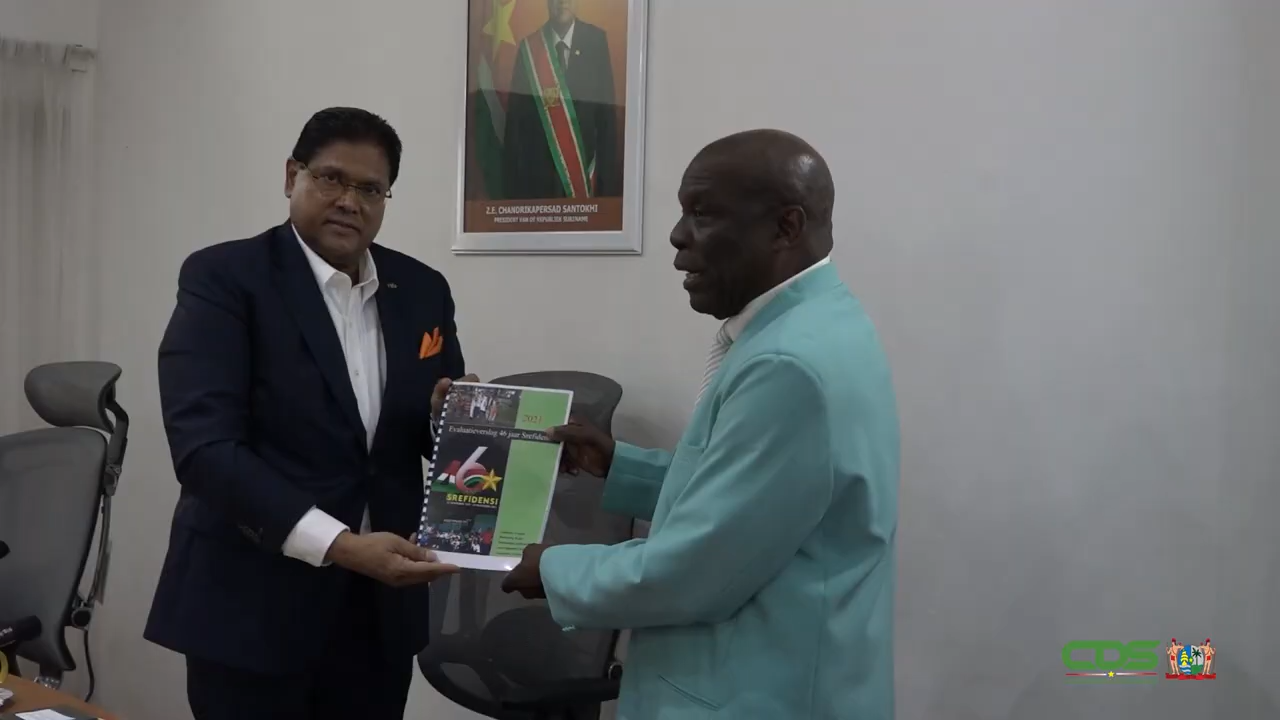 Z.E. CHANDRIKAPERSAD SANTOKHI
PRESIDENT VAN DE REPUBLIEK SURINAME
2021
Evaluatieverslag 46 jaar Srefidensi
46
SREFIDENSI
CDS